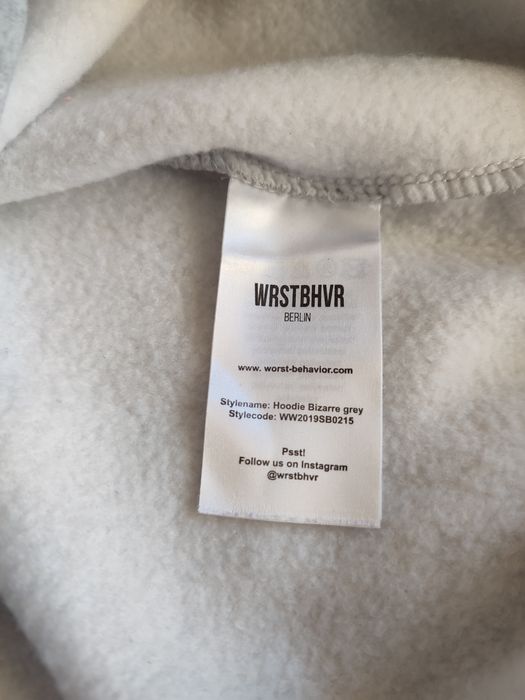 WRSTBHVR
BERLIN
www. worst-behavior.com
Stylename: Hoodie Bizarre grey
Stylecode: WW2019SB0215
Psst!
Follow us on Instagram
@wrstbhvr